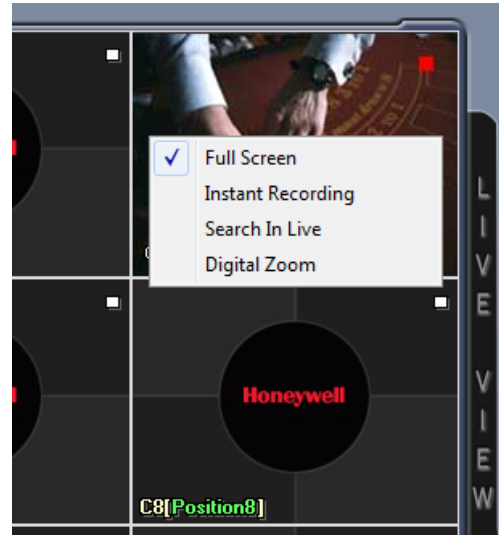 Full Screen
Instant Recording
Search In Live
Digital Zoom
Honeywell
C8[Position8]
LIVE VIEW